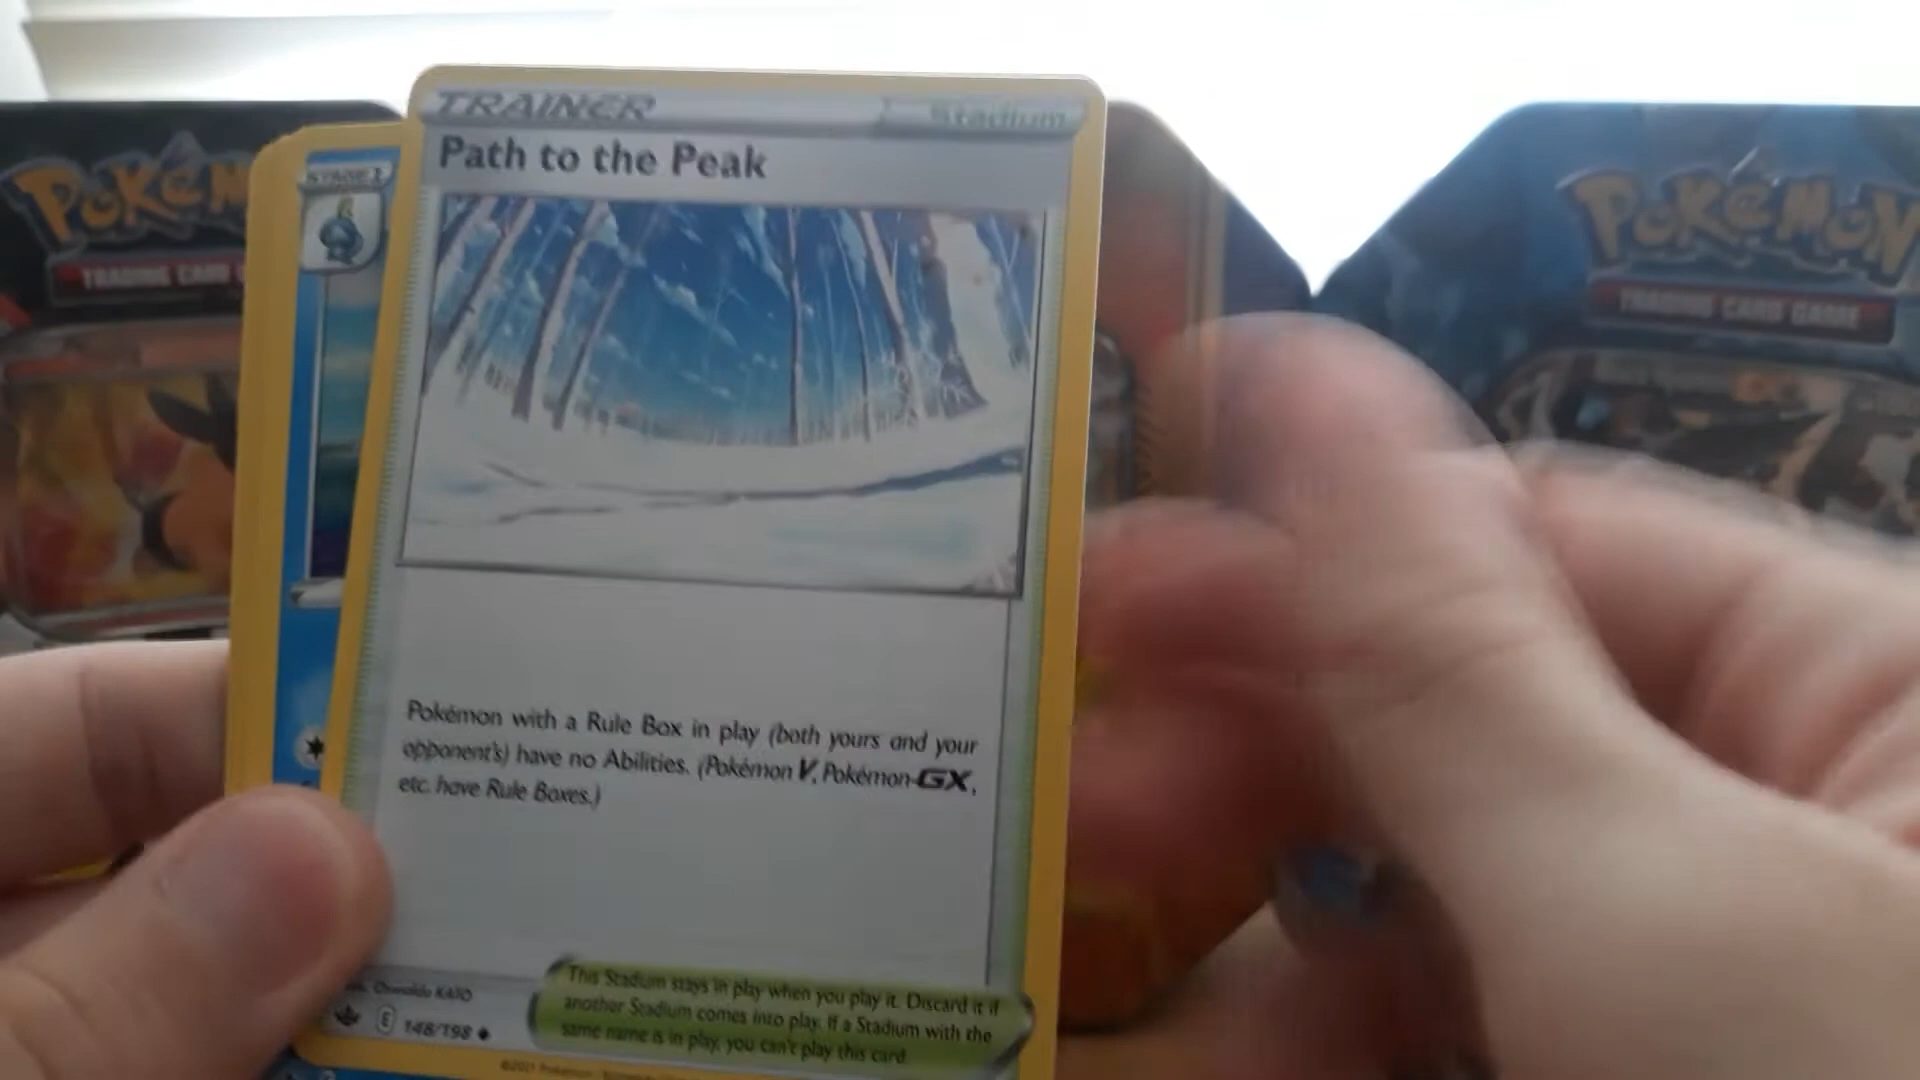 TRAINER
Stadium
Path to the Peak
Pokémon with a Rule Box in play (both yours and your
opponent's) have no Abilities. (Pokémon V, Pokémon-GX,
etc. have Rule Boxes.)
This Stadium stays in play when you play it. Discard it if
another Stadium comes into play. If a Stadium with the
same name is in play, you can't play this card.
KATO
E
148/198
©2021 Pokémon
STAGE 1
POKéM
TRADING CARD
POKéMON
TRADING CARD GAME